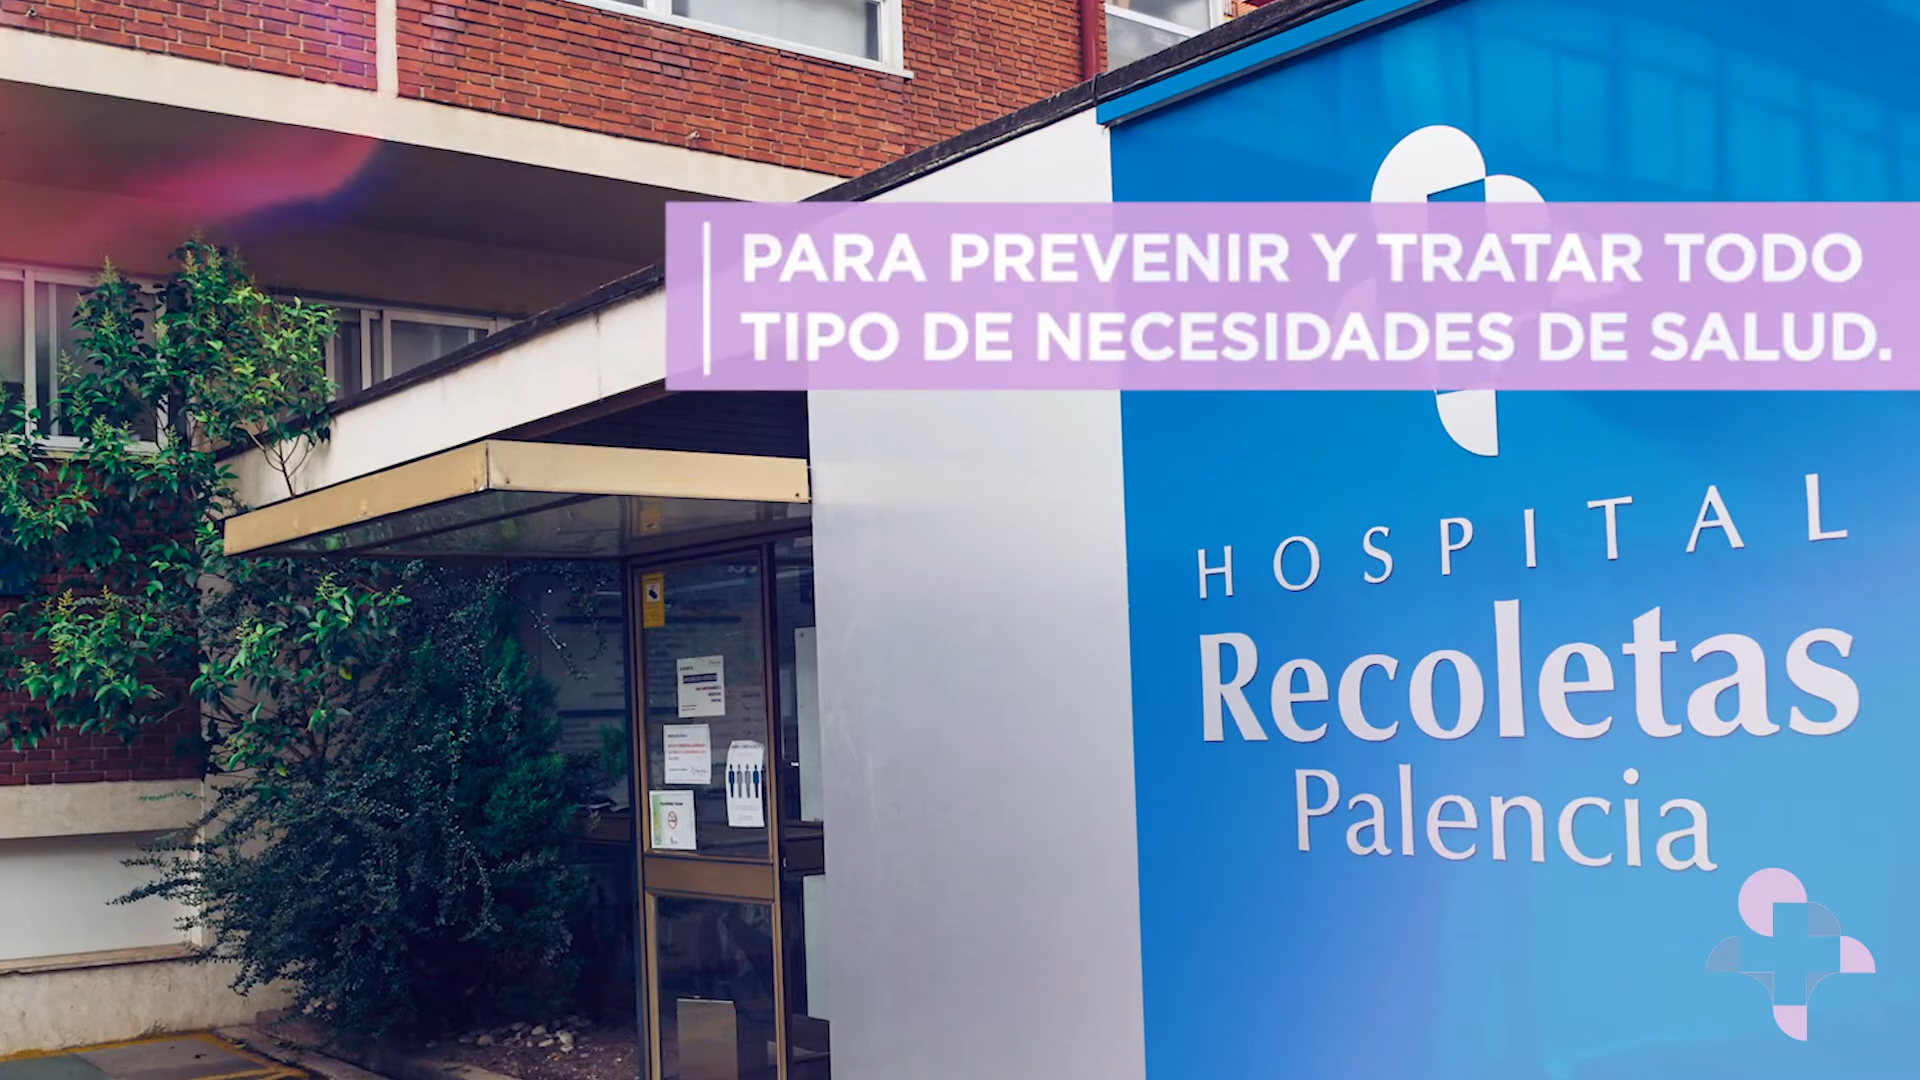 PARA PREVENIR Y TRATAR TODO
TIPO DE NECESIDADES DE SALUD.
HOSPITAL
Recoletas
Palencia